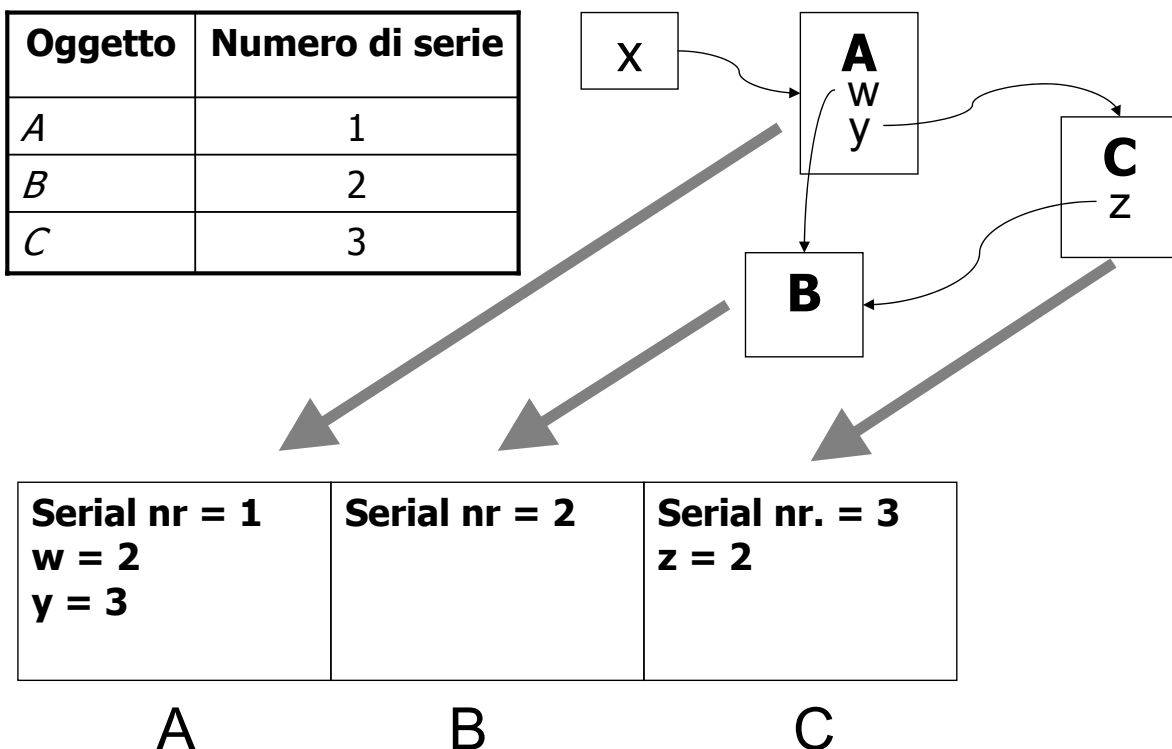 Oggetto Numero di serie
A 1
B 2
C 3
x
A
w
y
C
z
B
Serial nr = 1
w = 2
y = 3
Serial nr = 2
Serial nr. = 3
z = 2
A B C